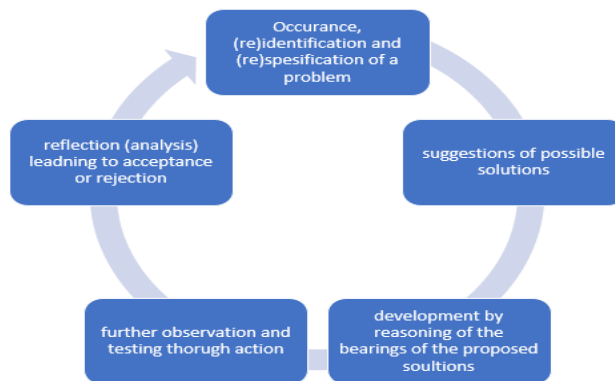 Occurance,
(re)identification and
(re)spesification of a
problem
suggestions of possible
solutions
development by
reasoning of the
bearings of the proposed
soultions
further observation and
testing thorugh action
reflection (analysis)
leadning to acceptance
or rejection